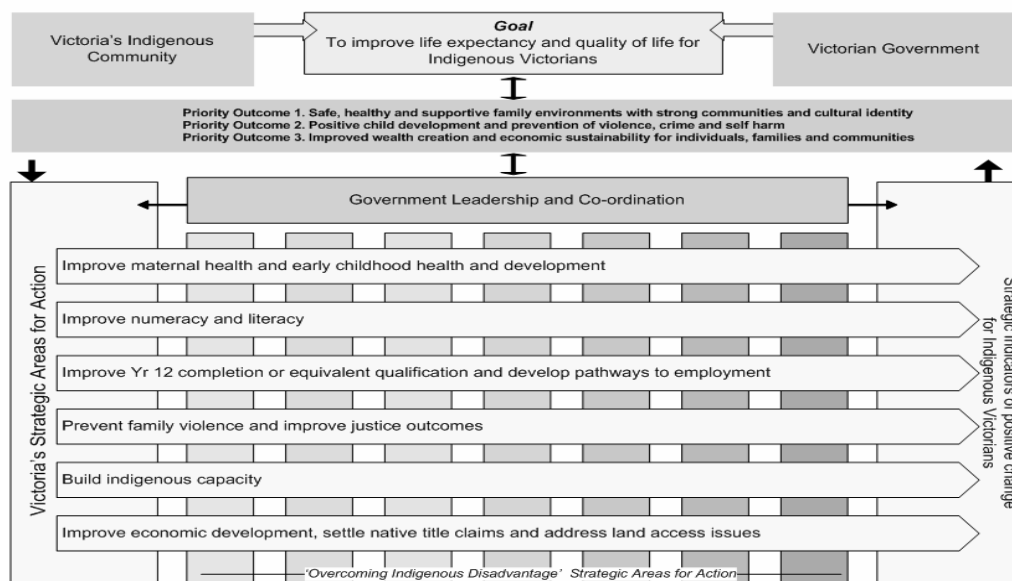 Victoria's Indigenous
Community
Goal
To improve life expectancy and quality of life for
Indigenous Victorians
Victorian Government
Priority Outcome 1. Safe, healthy and supportive family environments with strong communities and cultural identity
Priority Outcome 2. Positive child development and prevention of violence, crime and self harm
Priority Outcome 3. Improved wealth creation and economic sustainability for individuals, families and communities
Government Leadership and Co-ordination
Victoria's Strategic Areas for Action
Improve maternal health and early childhood health and development
Improve numeracy and literacy
Improve Yr 12 completion or equivalent qualification and develop pathways to employment
Prevent family violence and improve justice outcomes
Build indigenous capacity
Improve economic development, settle native title claims and address land access issues
Strategic Indicators of positive change
for Indigenous Victorians
'Overcoming Indigenous Disadvantage' Strategic Areas for Action